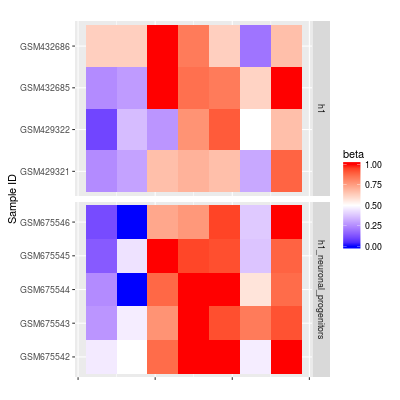 GSM432686
GSM432685
GSM429322
GSM429321
h1
GSM675546
GSM675545
GSM675544
GSM675543
GSM675542
h1_neuronal_progenitors
Sample ID
beta
1.00
0.75
0.50
0.25
0.00